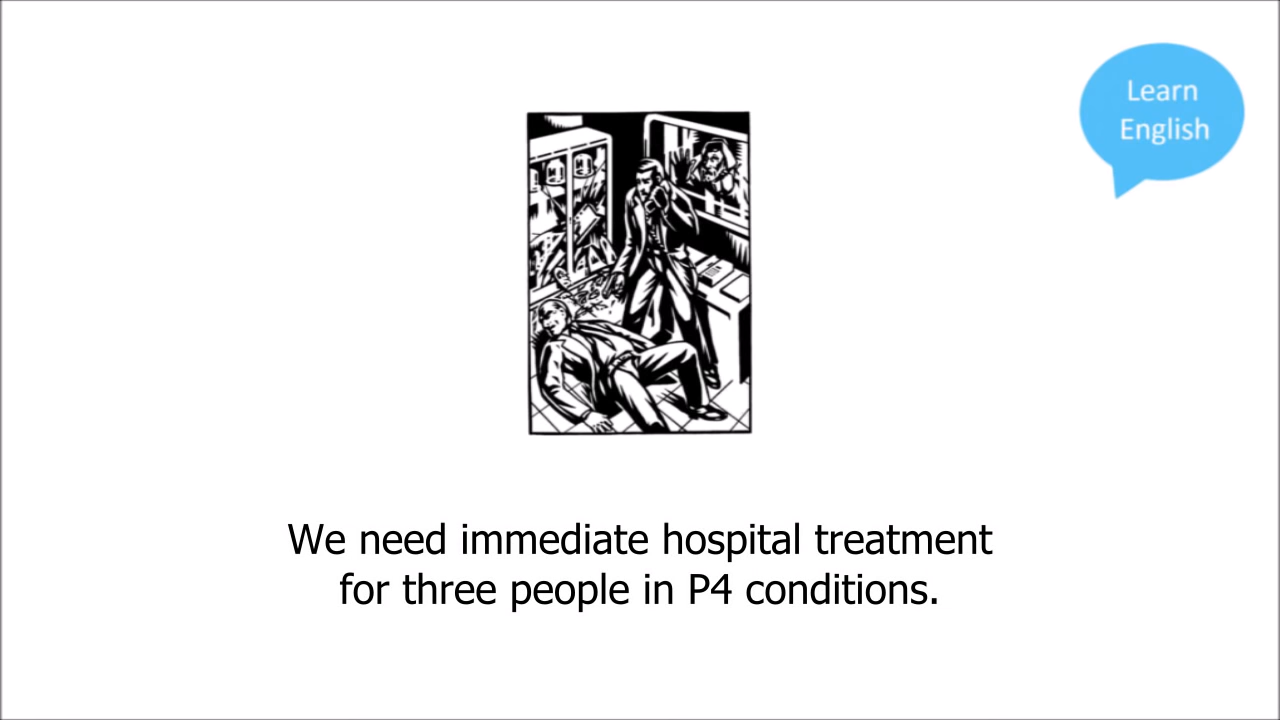 Learn
English
We need immediate hospital treatment
for three people in P4 conditions.